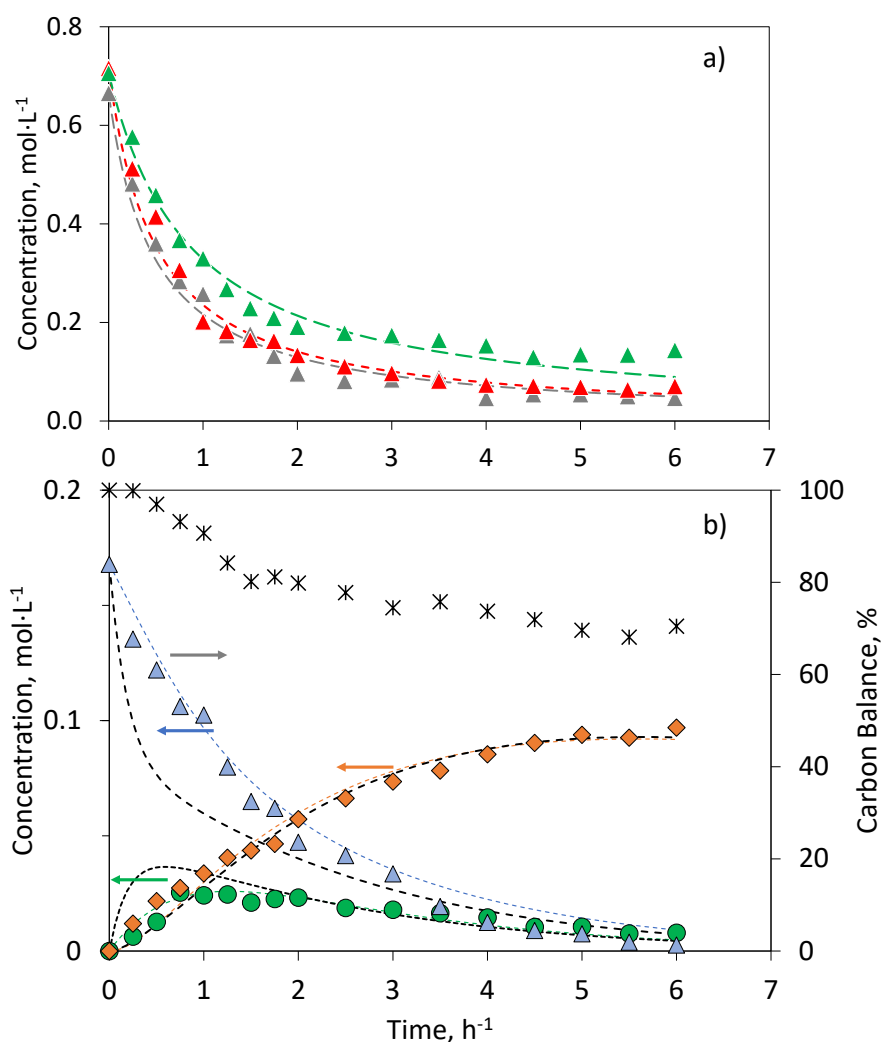 a)
Concentration, mol·L-1
0.8
0.6
0.4
0.2
0.0
0 1 2 3 4 5 6 7
b)
Concentration, mol·L-1
0.2
0.1
0
100
80
60
40
20
0
Carbon Balance, %
0 1 2 3 4 5 6 7
Time, h-1